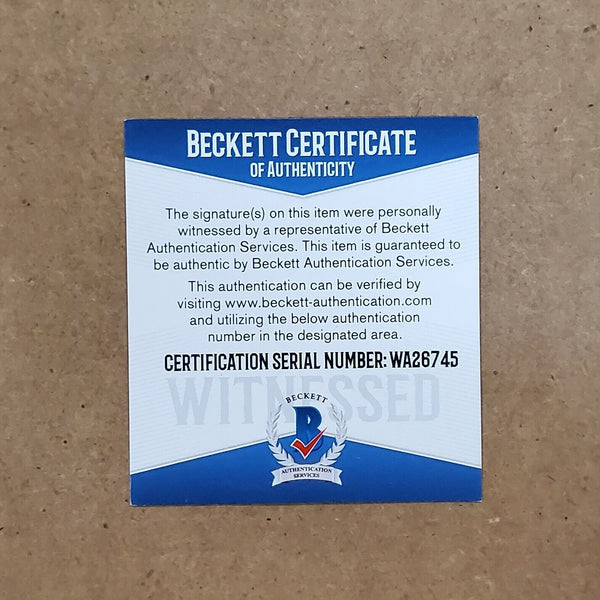 BECKETT CERTIFICATE
OF AUTHENTICITY
The signature(s) on this item were personally
witnessed by a representative of Beckett
Authentication Services. This item is guaranteed to
be authentic by Beckett Authentication Services.
This authentication can be verified by
visiting www.beckett-authentication.com
and utilizing the below authentication
number in the designated area.
CERTIFICATION SERIAL NUMBER: WA26745
WITNESSED
BECKETT
B
AUTHENTICATION
SERVICES